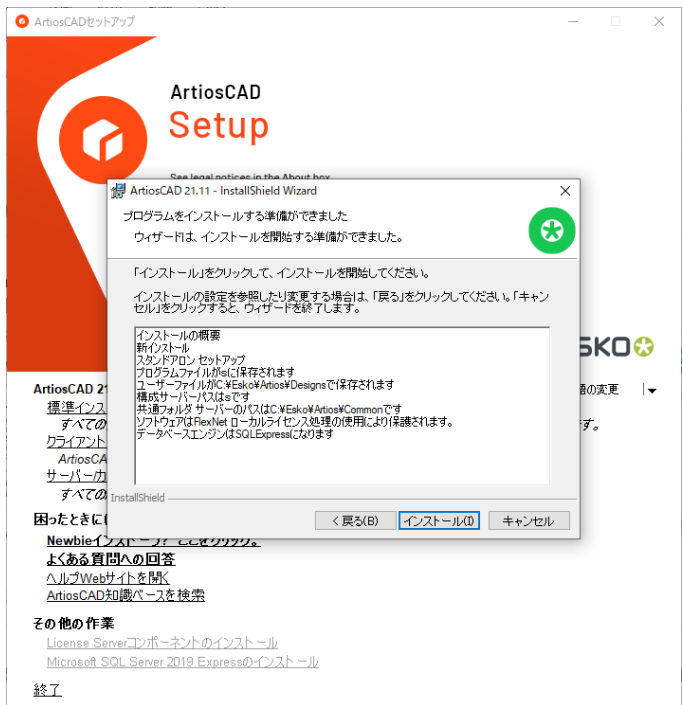 ArtiosCADセットアップ
ArtiosCAD
Setup
See legal notices in the About box
ArtiosCAD 21.11 - InstallShield Wizard
プログラムをインストールする準備ができました
ウィザードは、インストールを開始する準備ができました。
「インストール」をクリックして、インストールを開始してください。
インストールの設定を参照したり変更する場合は、「戻る」をクリックしてください。「キャン
セル」をクリックすると、ウィザードを終了します。
インストールの概要
新インストール
スタンドアロン セットアップ
プログラムファイルがsに保存されます
ユーザーファイルがC:¥Esko¥Artios¥Designsで保存されます
構成サーバーパスはsです
共通フォルダ サーバーのパスはC:¥Esko¥Artios¥Commonです
ソフトウェアはFlexNet ローカルライセンス処理の使用により保護されます。
データベースエンジンはSQLExpressになります
InstallShield
< 戻る(B)
インストール(I)
キャンセル
ESKO
ArtiosCAD 21
の変更
標準インス
すべての
す。
クライアント
ArtiosCA
サーバーカ
すべての
困ったときに
Newbieインストーラ? ここをクリック。
よくある質問への回答
ヘルプWebサイトを開く
ArtiosCAD知識ベースを検索
その他の作業
License Serverコンポーネントのインストール
Microsoft SQL Server 2019 Expressのインストール
終了